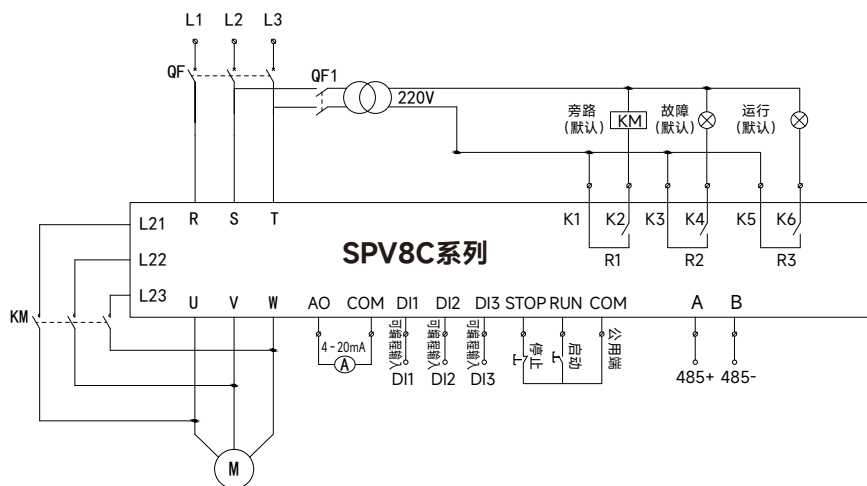 L1 L2 L3
QF
QF1
220V
旁路
(默认)
KM
故障
(默认)
运行
(默认)
L21 R S T
K1 K2 K3 K4 K5 K6
R1 R2 R3
SPV8C系列
L22
L23
KM
U V W AO COM DI1 DI2 DI3 STOP RUN COM A B
4~20mA
A
可编程输入
可编程输入
可编程输入
停止
启动
公用端
DI1 DI2 DI3
485+ 485-
M